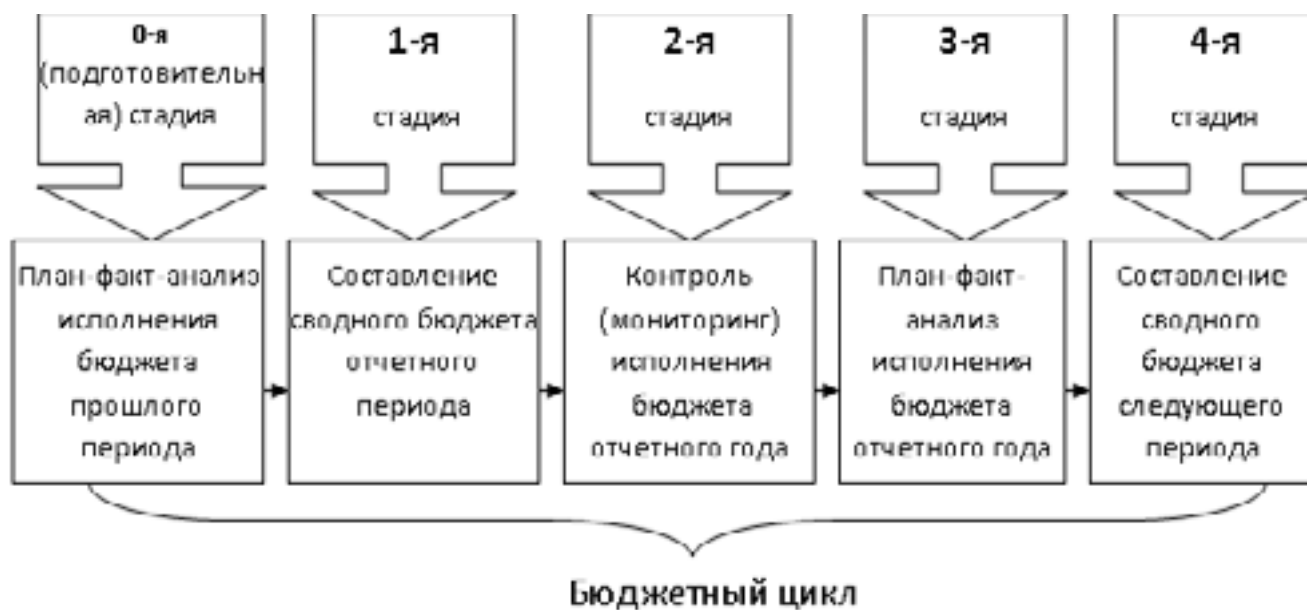 0-я
(подготовительн
ая) стадия
1-я
стадия
2-я
стадия
3-я
стадия
4-я
стадия
План-факт-анализ
исполнения
бюджета
прошлого
периода
Составление
сводного бюджета
отчетного
периода
Контроль
(мониторинг)
исполнения
бюджета
отчетного года
План-факт-
анализ
исполнения
бюджета
отчетного года
Составление
сводного
бюджета
следующего
периода
Бюджетный цикл